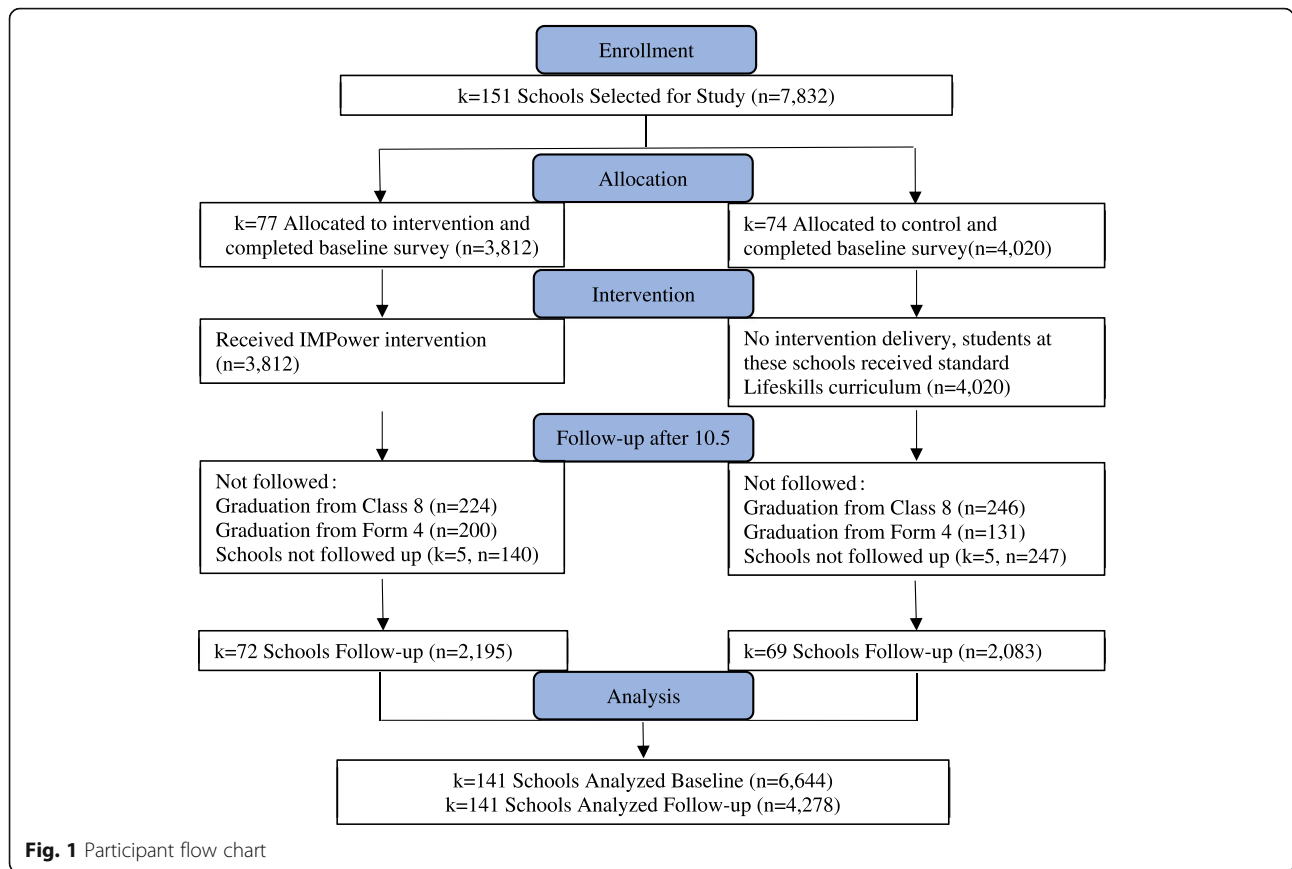 Enrollment
k=151 Schools Selected for Study (n=7,832)
Allocation
k=77 Allocated to intervention and
completed baseline survey (n=3,812)
k=74 Allocated to control and
completed baseline survey(n=4,020)
Intervention
Received IMPower intervention
(n=3,812)
No intervention delivery, students at
these schools received standard
Lifeskills curriculum (n=4,020)
Follow-up after 10.5
Not followed:
Graduation from Class 8 (n=224)
Graduation from Form 4 (n=200)
Schools not followed up (k=5, n=140)
Not followed:
Graduation from Class 8 (n=246)
Graduation from Form 4 (n=131)
Schools not followed up (k=5, n=247)
k=72 Schools Follow-up (n=2,195)
k=69 Schools Follow-up (n=2,083)
Analysis
k=141 Schools Analyzed Baseline (n=6,644)
k=141 Schools Analyzed Follow-up (n=4,278)
Fig. 1 Participant flow chart